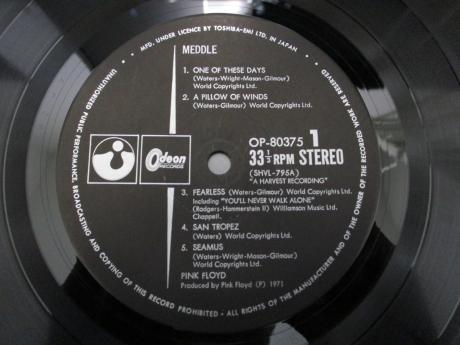 MFD. UNDER LICENCE BY TOSHIBA-EMI LTD. IN JAPAN
UNAUTHORIZED PUBLIC PERFORMANCE, BROADCASTING AND COPYING OF THIS RECORD PROHIBITED · ALL RIGHTS OF THE MANUFACTURER AND OF THE OWNER OF THE RECORDED WORK ARE RESERVED
MEDDLE
1. ONE OF THESE DAYS
(Waters-Wright-Mason-Gilmour)
World Copyrights Ltd.
2. A PILLOW OF WINDS
(Waters-Gilmour) World Copyrights Ltd.
Odeon
RECORDS
OP-80375 1
33 1/3 RPM STEREO
(SHVL-795A)
"A HARVEST RECORDING"
3. FEARLESS (Waters-Gilmour) World Copyrights Ltd.
Including "YOU'LL NEVER WALK ALONE"
(Rodgers-Hammerstein II) Williamson Music Ltd.
Chappell.
4. SAN TROPEZ
(Waters) World Copyrights Ltd.
5. SEAMUS
(Waters-Wright-Mason-Gilmour)
World Copyrights Ltd.
PINK FLOYD
Produced by Pink Floyd (P) 1971